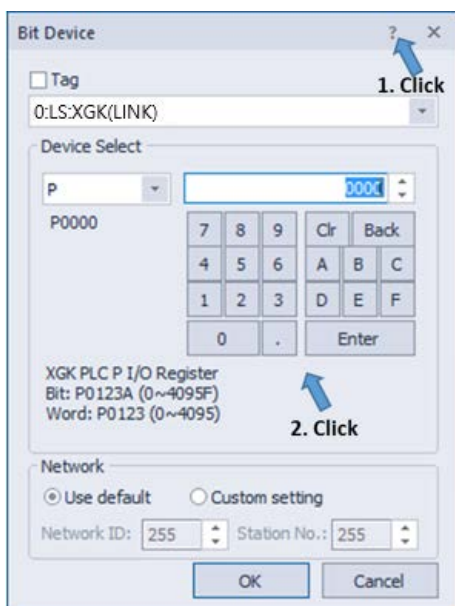 Bit Device ? ×
1. Click
Tag
0:LS:XGK(LINK)
Device Select
P 0000
P0000
7 8 9 Clr Back
4 5 6 A B C
1 2 3 D E F
0 . Enter
XGK PLC P I/O Register
Bit: P0123A (0~4095F)
Word: P0123 (0~4095)
2. Click
Network
Use default Custom setting
Network ID: 255 Station No.: 255
OK Cancel